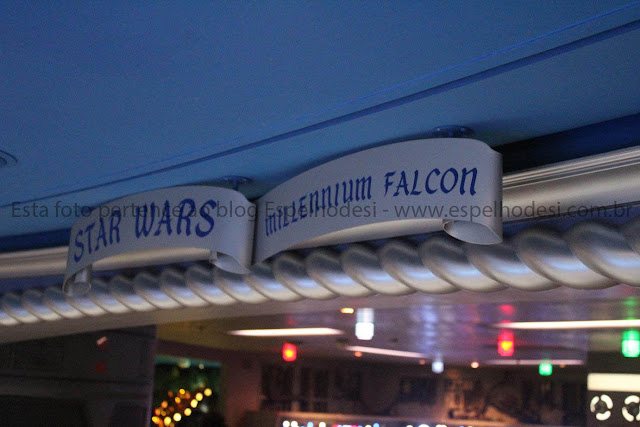 STAR WARS
MILLENNIUM FALCON
Esta foto pertence ao blog Espelhodesi - www.espelhodesi.com.br